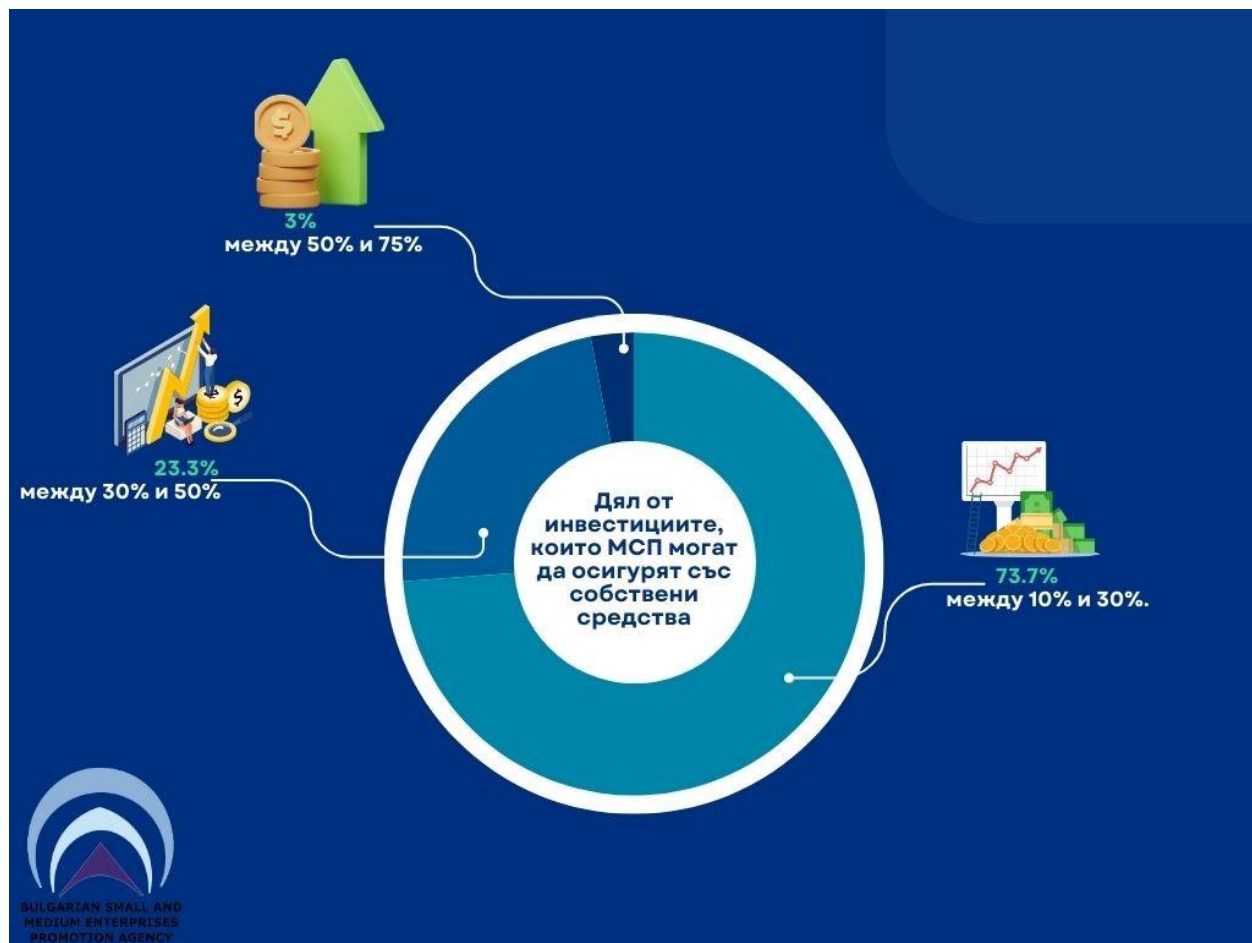 3%
между 50% и 75%
23.3%
между 30% и 50%
Дял от
инвестициите,
които МСП могат
да осигурят със
собствени
средства
73.7%
между 10% и 30%.
BULGARIAN SMALL AND
MEDIUM ENTERPRISES
PROMOTION AGENCY